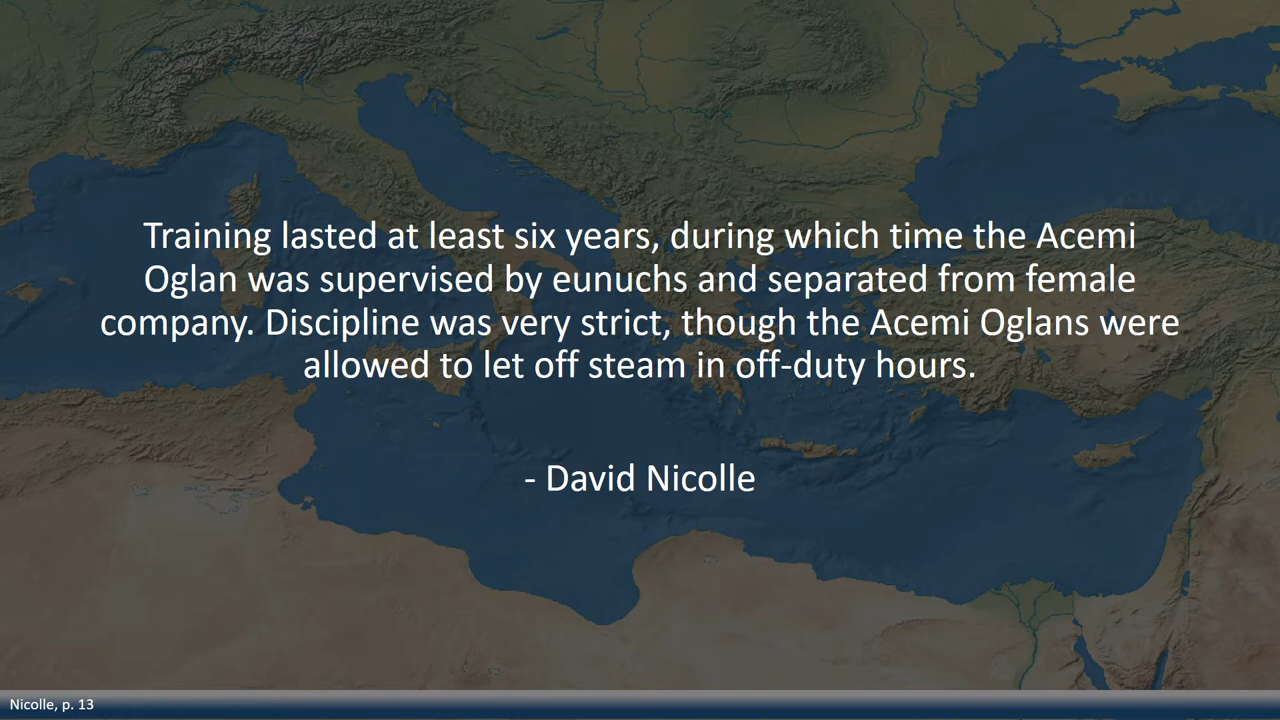 Training lasted at least six years, during which time the Acemi
Oglan was supervised by eunuchs and separated from female
company. Discipline was very strict, though the Acemi Oglans were
allowed to let off steam in off-duty hours.
- David Nicolle
Nicolle, p. 13